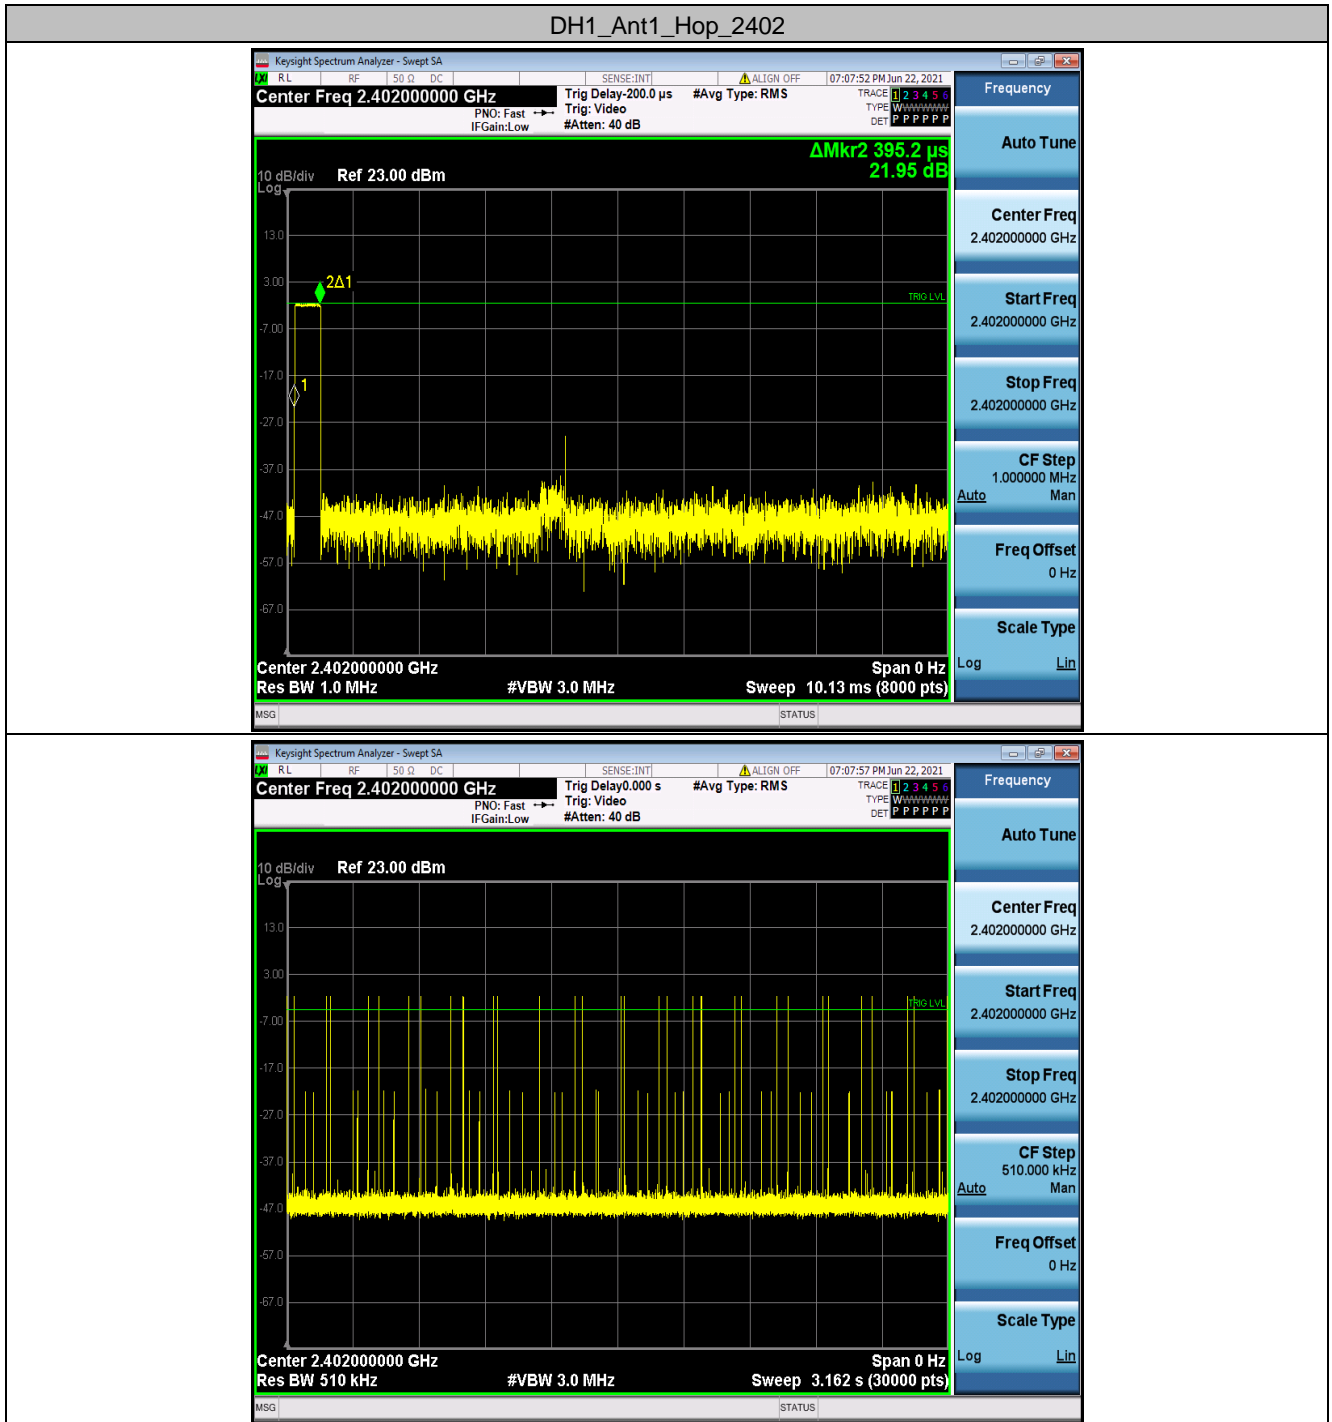 DH1_Ant1_Hop_2402
Keysight Spectrum Analyzer - Swept SA
LXI RL RF 50 Ω DC SENSE:INT ALIGN OFF 07:07:52 PM Jun 22, 2021
Center Freq 2.402000000 GHz
PNO: Fast
IFGain:Low
Trig Delay-200.0 µs
Trig: Video
#Atten: 40 dB
#Avg Type: RMS
TRACE 1 2 3 4 5 6
TYPE W
DET P P P P P P
ΔMkr2 395.2 µs
21.95 dB
10 dB/div Ref 23.00 dBm
Log
13.0
3.00
2Δ1
TRIG LVL
-7.00
-17.0
1
-27.0
-37.0
-47.0
-57.0
-67.0
Center 2.402000000 GHz Span 0 Hz
Res BW 1.0 MHz #VBW 3.0 MHz Sweep 10.13 ms (8000 pts)
MSG STATUS
Frequency
Auto Tune
Center Freq
2.402000000 GHz
Start Freq
2.402000000 GHz
Stop Freq
2.402000000 GHz
CF Step
1.000000 MHz
Auto Man
Freq Offset
0 Hz
Scale Type
Log Lin
Keysight Spectrum Analyzer - Swept SA
LXI RL RF 50 Ω DC SENSE:INT ALIGN OFF 07:07:57 PM Jun 22, 2021
Center Freq 2.402000000 GHz
PNO: Fast
IFGain:Low
Trig Delay0.000 s
Trig: Video
#Atten: 40 dB
#Avg Type: RMS
TRACE 1 2 3 4 5 6
TYPE W
DET P P P P P P
10 dB/div Ref 23.00 dBm
Log
13.0
3.00
TRIG LVL
-7.00
-17.0
-27.0
-37.0
-47.0
-57.0
-67.0
Center 2.402000000 GHz Span 0 Hz
Res BW 510 kHz #VBW 3.0 MHz Sweep 3.162 s (30000 pts)
MSG STATUS
Frequency
Auto Tune
Center Freq
2.402000000 GHz
Start Freq
2.402000000 GHz
Stop Freq
2.402000000 GHz
CF Step
510.000 kHz
Auto Man
Freq Offset
0 Hz
Scale Type
Log Lin